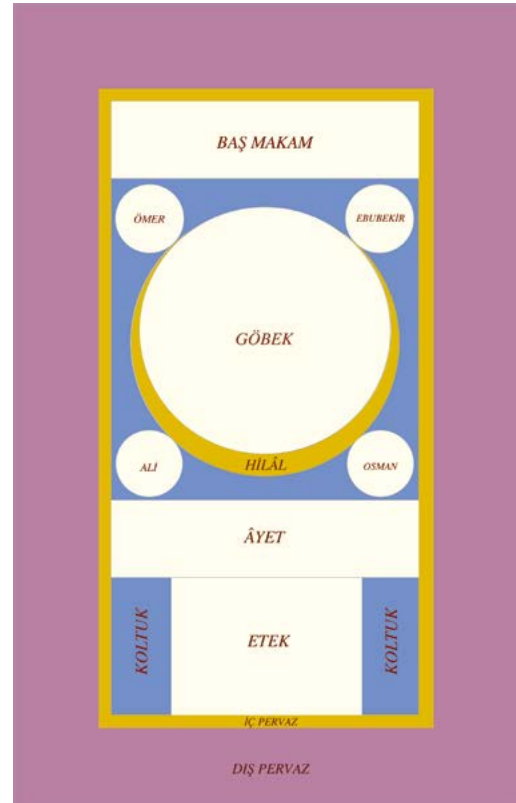 BAŞ MAKAM
ÖMER
EBUBEKİR
GÖBEK
HİLÂL
ALİ
OSMAN
ÂYET
KOLTUK
ETEK
KOLTUK
İÇ PERVAZ
DIŞ PERVAZ